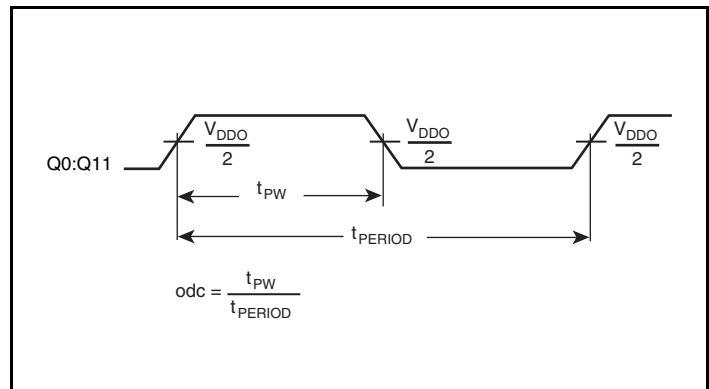 V_DDO/2 V_DDO/2 V_DDO/2
Q0:Q11
t_PW
t_PERIOD
odc = t_PW/t_PERIOD